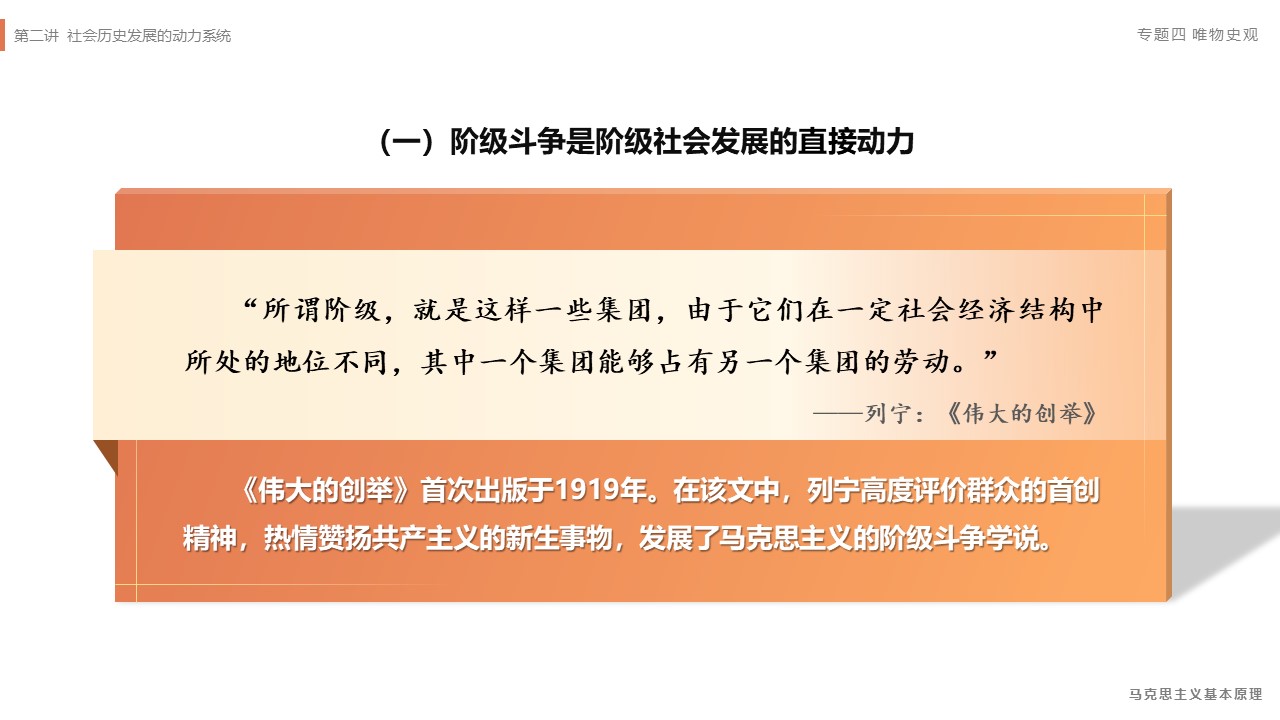 第二讲 社会历史发展的动力系统
专题四 唯物史观
（一）阶级斗争是阶级社会发展的直接动力
“所谓阶级，就是这样一些集团，由于它们在一定社会经济结构中
所处的地位不同，其中一个集团能够占有另一个集团的劳动。”
——列宁：《伟大的创举》
《伟大的创举》首次出版于1919年。在该文中，列宁高度评价群众的首创
精神，热情赞扬共产主义的新生事物，发展了马克思主义的阶级斗争学说。
马克思主义基本原理